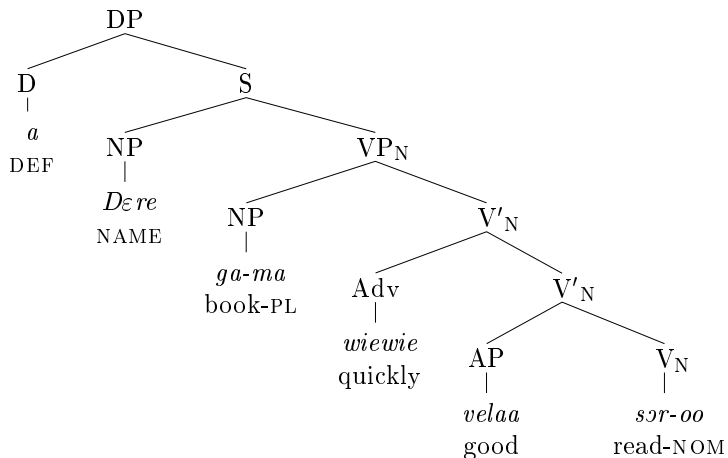 DP
D S
a
DEF
NP VP_N
Dɛre
NAME
NP V′_N
ga-ma
book-PL
Adv V′_N
wiewie
quickly
AP V_N
velaa sɔr-oo
good read-NOM